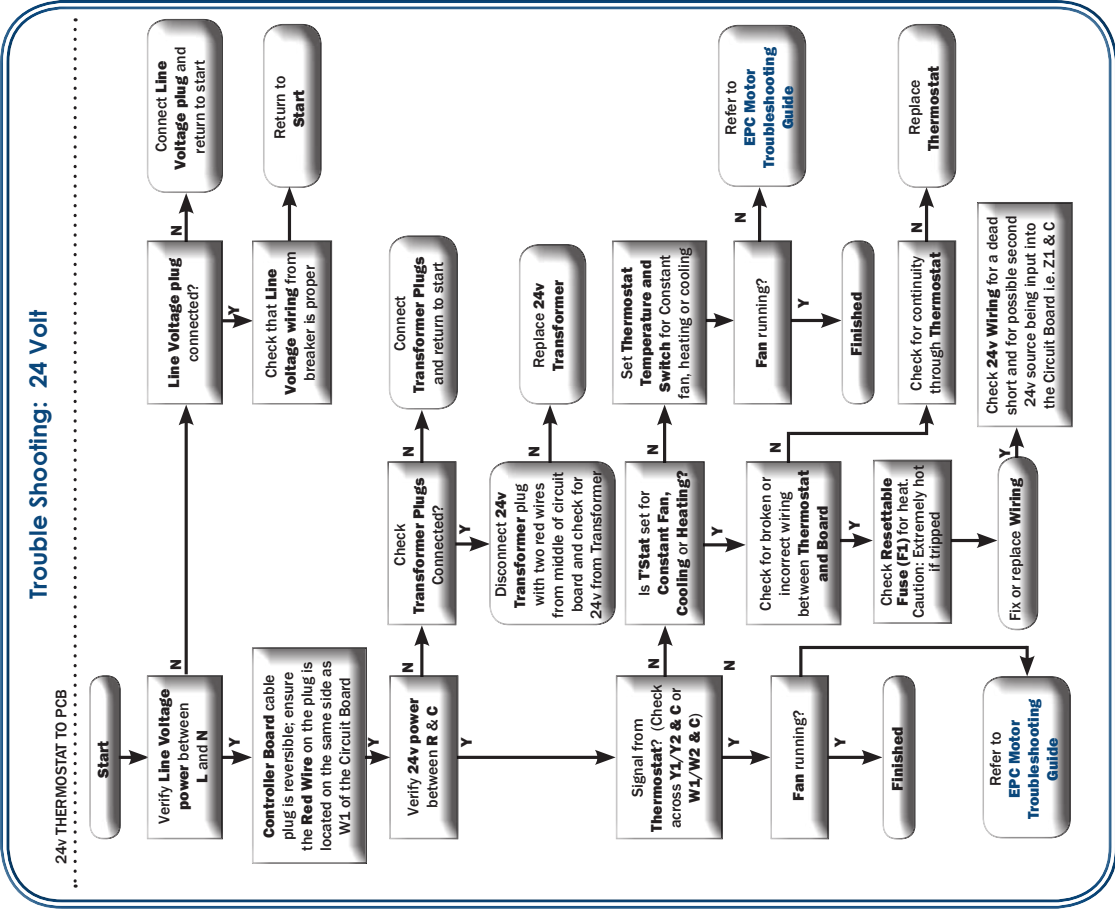 Trouble Shooting: 24 Volt
24v THERMOSTAT TO PCB
Start
Verify Line Voltage
power between
L and N
N
Y
Line Voltage plug
connected?
N
Y
Connect Line
Voltage plug and
return to start
Check that Line
Voltage wiring from
breaker is proper
Return to
Start
Controller Board cable
plug is reversible; ensure
the Red Wire on the plug is
located on the same side as
W1 of the Circuit Board
Y
Verify 24v power
between R & C
N
Y
Check
Transformer Plugs
Connected?
N
Y
Connect
Transformer Plugs
and return to start
Disconnect 24v
Transformer plug
with two red wires
from middle of circuit
board and check for
24v from Transformer
N
Replace 24v
Transformer
Signal from
Thermostat? (Check
across Y1/Y2 & C or
W1/W2 & C)
N
Y
N
Is T'Stat set for
Constant Fan,
Cooling or Heating?
N
Y
Set Thermostat
Temperature and
Switch for Constant
fan, heating or cooling
Fan running?
N
Y
Refer to
EPC Motor
Troubleshooting
Guide
Finished
Check for broken or
incorrect wiring
between Thermostat
and Board
N
Y
Check for continuity
through Thermostat
N
Replace
Thermostat
Check Resettable
Fuse (F1) for heat.
Caution: Extremely hot
if tripped
Fix or replace Wiring
Y
Check 24v Wiring for a dead
short and for possible second
24v source being input into
the Circuit Board i.e. Z1 & C
Fan running?
Y
Finished
Refer to
EPC Motor
Troubleshooting
Guide